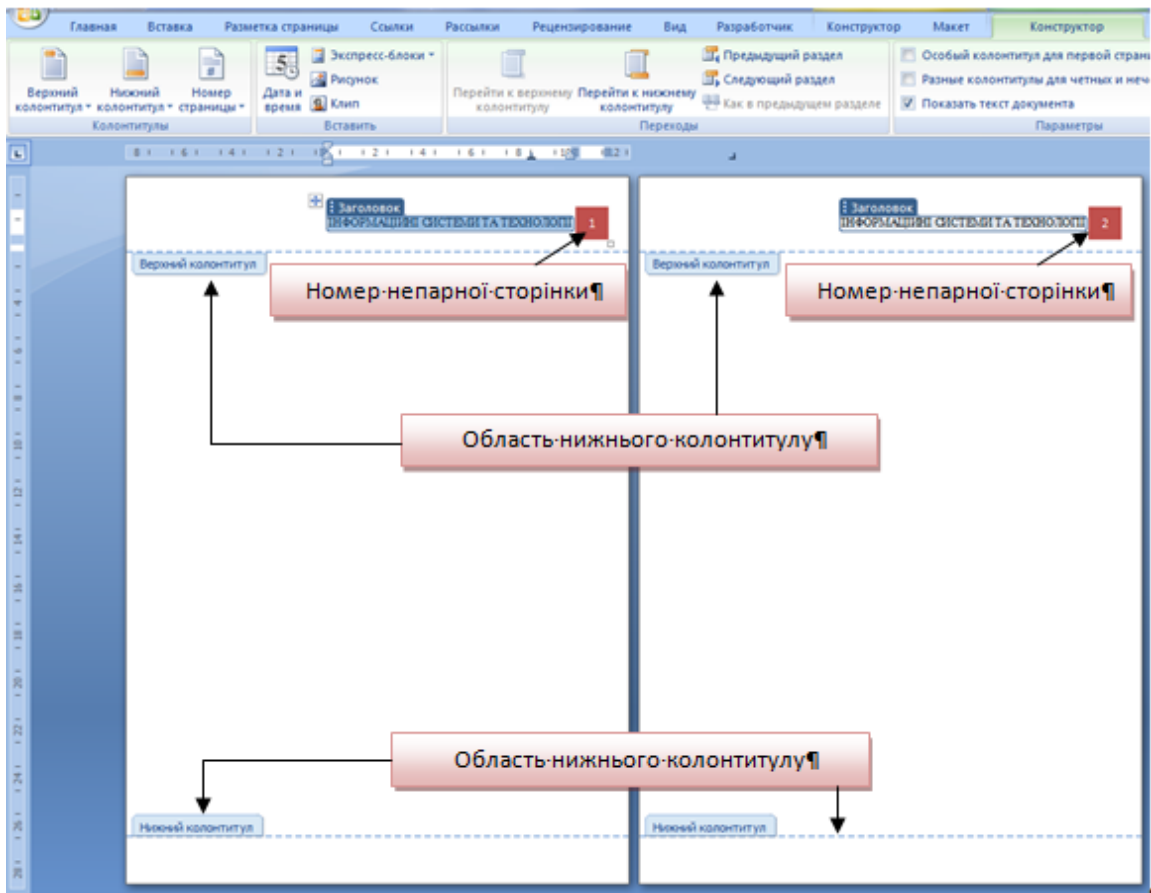 Главная Вставка Разметка страницы Ссылки Рассылки Рецензирование Вид Разработчик Конструктор Макет Конструктор
Верхний колонтитул
Нижний колонтитул
Номер страницы
Колонтитулы
Дата и время
Экспресс-блоки
Рисунок
Клип
Вставить
Перейти к верхнему колонтитулу
Перейти к нижнему колонтитулу
Предыдущий раздел
Следующий раздел
Как в предыдущем разделе
Переходы
Особый колонтитул для первой стран
Разные колонтитулы для четных и неч
Показать текст документа
Параметры
Заголовок
ІНФОРМАЦІЙНІ СИСТЕМИ ТА ТЕХНОЛОГІЇ 1
Заголовок
ІНФОРМАЦІЙНІ СИСТЕМИ ТА ТЕХНОЛОГІЇ 2
Верхний колонтитул
Верхний колонтитул
Номер·непарної·сторінки¶
Номер·непарної·сторінки¶
Область·нижнього·колонтитулу¶
Область·нижнього·колонтитулу¶
Нижний колонтитул
Нижний колонтитул